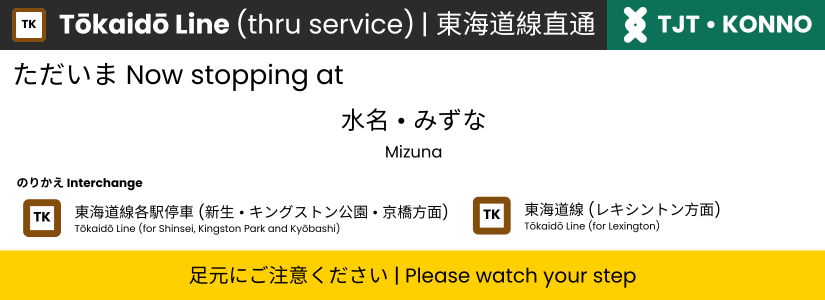 TK Tōkaidō Line (thru service) | 東海道線直通 TJT • KONNO
ただいま Now stopping at
水名 • みずな
Mizuna
のりかえ Interchange
TK 東海道線各駅停車 (新生 • キングストン公園 • 京橋方面)
Tōkaidō Line (for Shinsei, Kingston Park and Kyōbashi)
TK 東海道線 (レキシントン方面)
Tōkaidō Line (for Lexington)
足元にご注意ください | Please watch your step